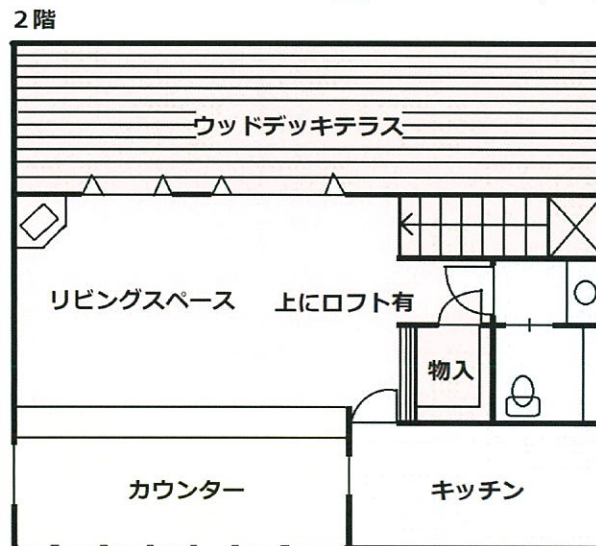 2階
ウッドデッキテラス
リビングスペース
上にロフト有
物入
カウンター
キッチン